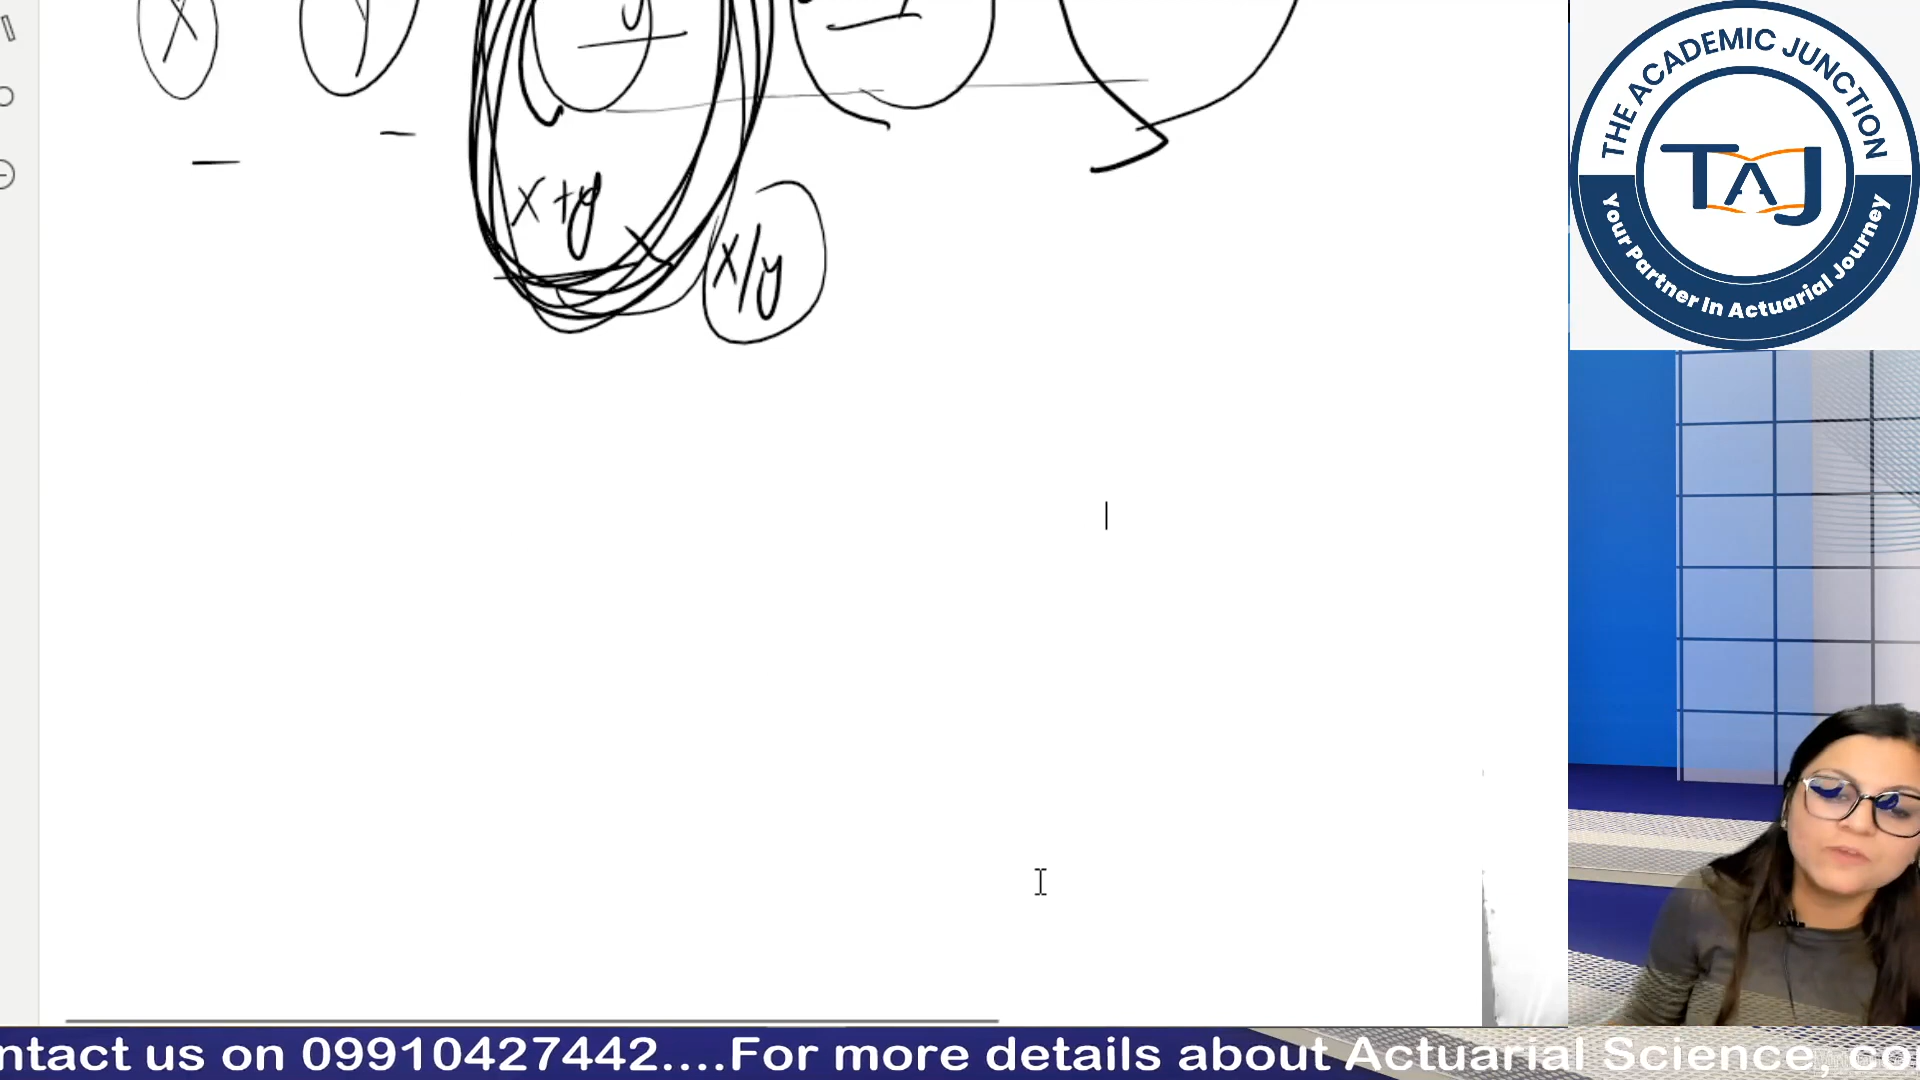 X y y
x+y
x/y
THE ACADEMIC JUNCTION
TAJ
Your Partner In Actuarial Journey
ntact us on 09910427442....For more details about Actuarial Science, co